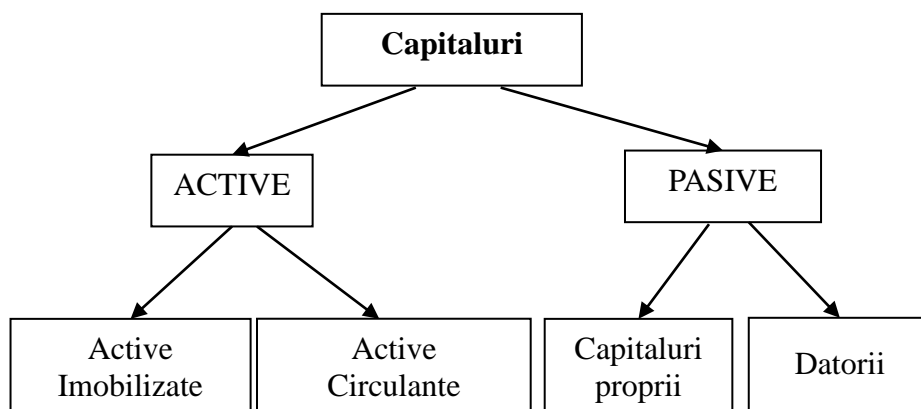 Capitaluri
ACTIVE
PASIVE
Active
Imobilizate
Active
Circulante
Capitaluri
proprii
Datorii